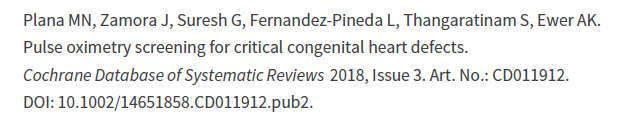 Plana MN, Zamora J, Suresh G, Fernandez-Pineda L, Thangaratinam S, Ewer AK.
Pulse oximetry screening for critical congenital heart defects.
Cochrane Database of Systematic Reviews 2018, Issue 3. Art. No.: CD011912.
DOI: 10.1002/14651858.CD011912.pub2.